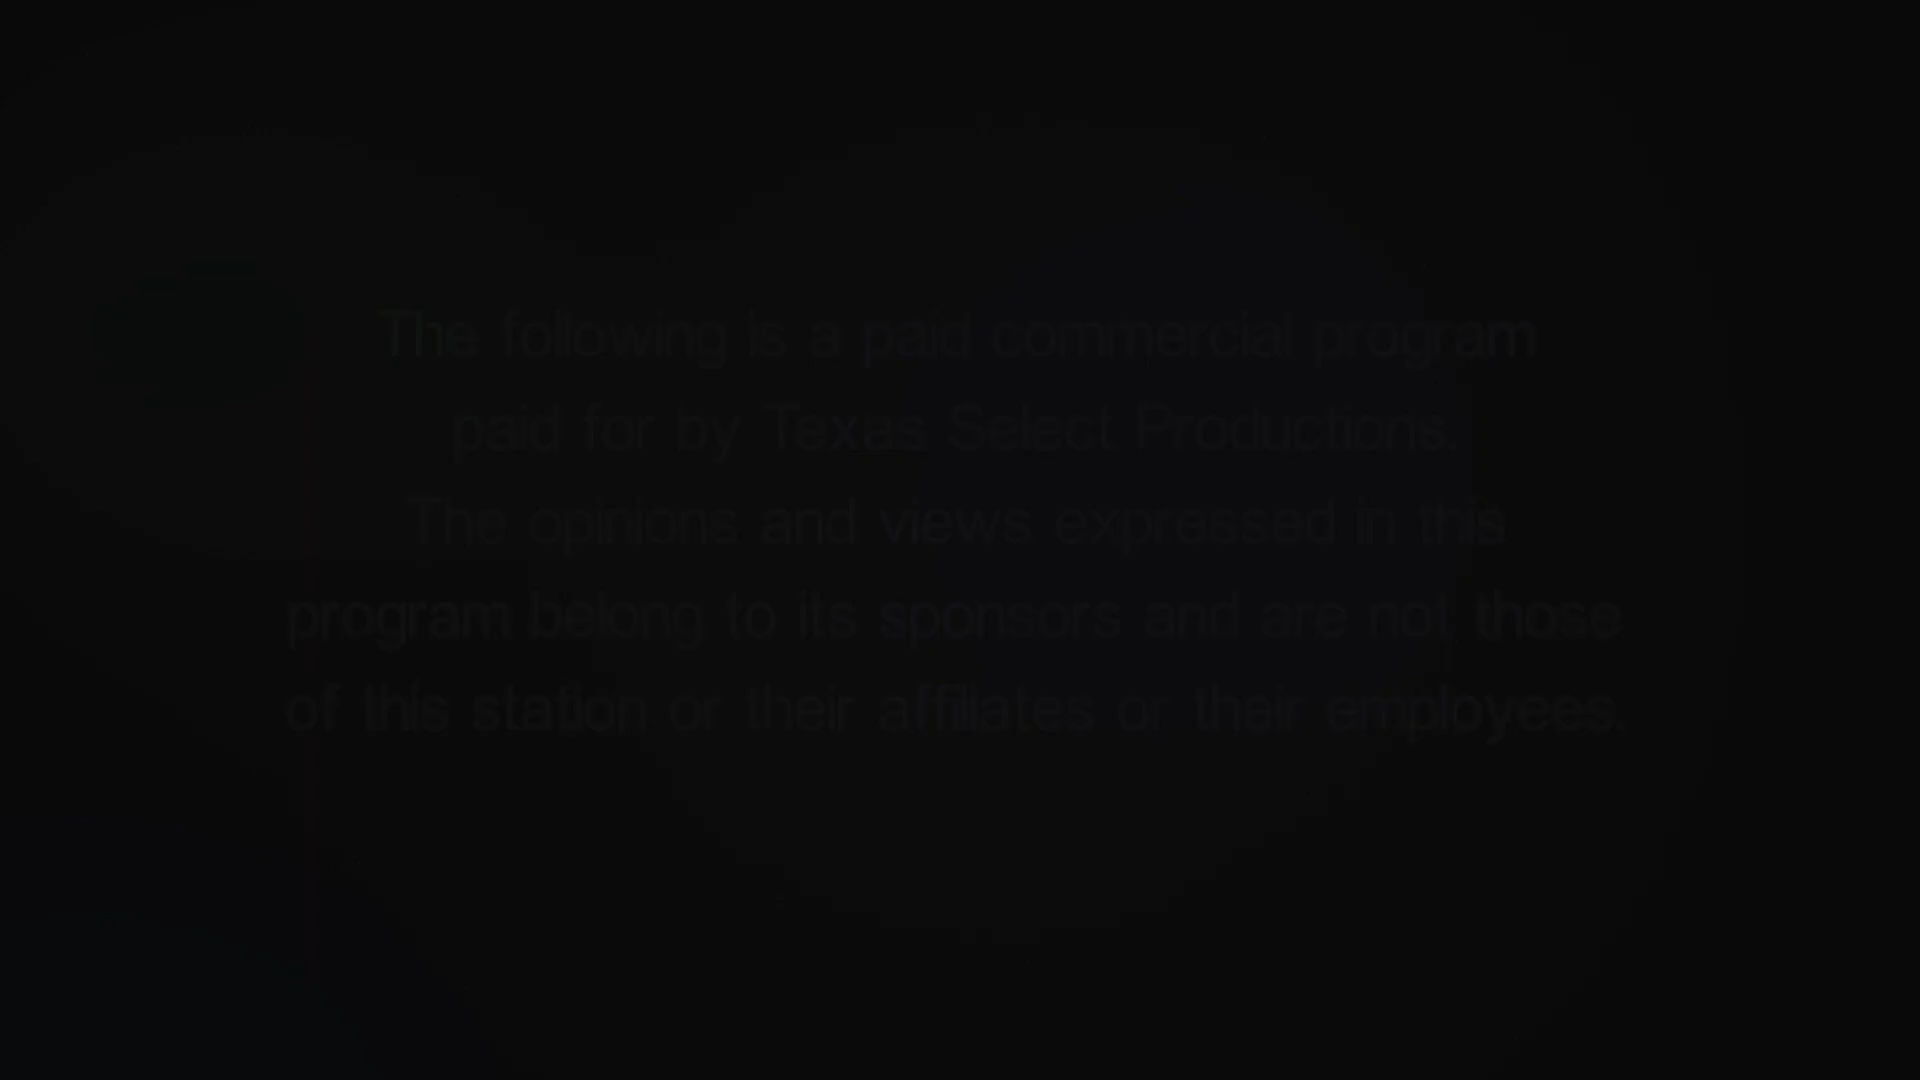 The following is a paid commercial program
paid for by Texas Select Productions.
The opinions and views expressed in this
program belong to its sponsors and are not those
of this station or their affiliates or their employees.